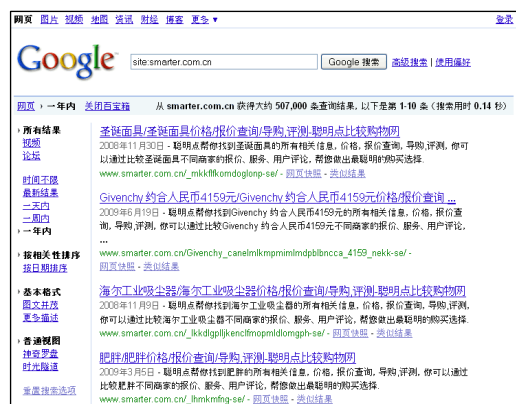 网页 图片 视频 地图 资讯 财经 博客 更多 ▼ 登录
Google site:smarter.com.cn Google 搜索 高级搜索 | 使用偏好
网页 › 一年内 关闭百宝箱 从 smarter.com.cn 获得大约 507,000 条查询结果，以下是第 1-10 条 （搜索用时 0.14 秒）
› 所有结果
视频
论坛
时间不限
最新结果
一天内
一周内
› 一年内
› 按相关性排序
按日期排序
› 基本格式
图文并茂
更多描述
› 普通视图
神奇罗盘
时光隧道
重置搜索选项
圣诞面具/圣诞面具价格/报价查询/导购,评测-聪明点比较购物网
2008年11月30日 - 聪明点帮你找到圣诞面具的所有相关信息, 价格, 报价查询, 导购,评测, 你可
以通过比较圣诞面具不同商家的报价、服务、用户评论, 帮您做出最聪明的购买选择.
www.smarter.com.cn/_mkkflfkomdoglonp-se/ - 网页快照 - 类似结果
Givenchy 约合人民币4159元/Givenchy 约合人民币4159元价格/报价查询 ...
2009年6月19日 - 聪明点帮你找到Givenchy 约合人民币4159元的所有相关信息, 价格, 报价查
询, 导购,评测, 你可以通过比较Givenchy 约合人民币4159元不同商家的报价、服务、用户评论,
...
www.smarter.com.cn/Givenchy_canelmlkmpmimlmdpblbncca_4159_nekk-se/ -
网页快照 - 类似结果
海尔工业吸尘器/海尔工业吸尘器价格/报价查询/导购,评测-聪明点比较购物网
2008年11月9日 - 聪明点帮你找到海尔工业吸尘器的所有相关信息, 价格, 报价查询, 导购,评测,
你可以通过比较海尔工业吸尘器不同商家的报价、服务、用户评论, 帮您做出最聪明的购买选择.
www.smarter.com.cn/_lkkdlgplljkenclfmopmldlomgph-se/ - 网页快照 - 类似结果
肥胖/肥胖价格/报价查询/导购,评测-聪明点比较购物网
2009年3月5日 - 聪明点帮你找到肥胖的所有相关信息, 价格, 报价查询, 导购,评测, 你可以通过
比较肥胖不同商家的报价、服务、用户评论, 帮您做出最聪明的购买选择.
www.smarter.com.cn/_lhmkmfng-se/ - 网页快照 - 类似结果